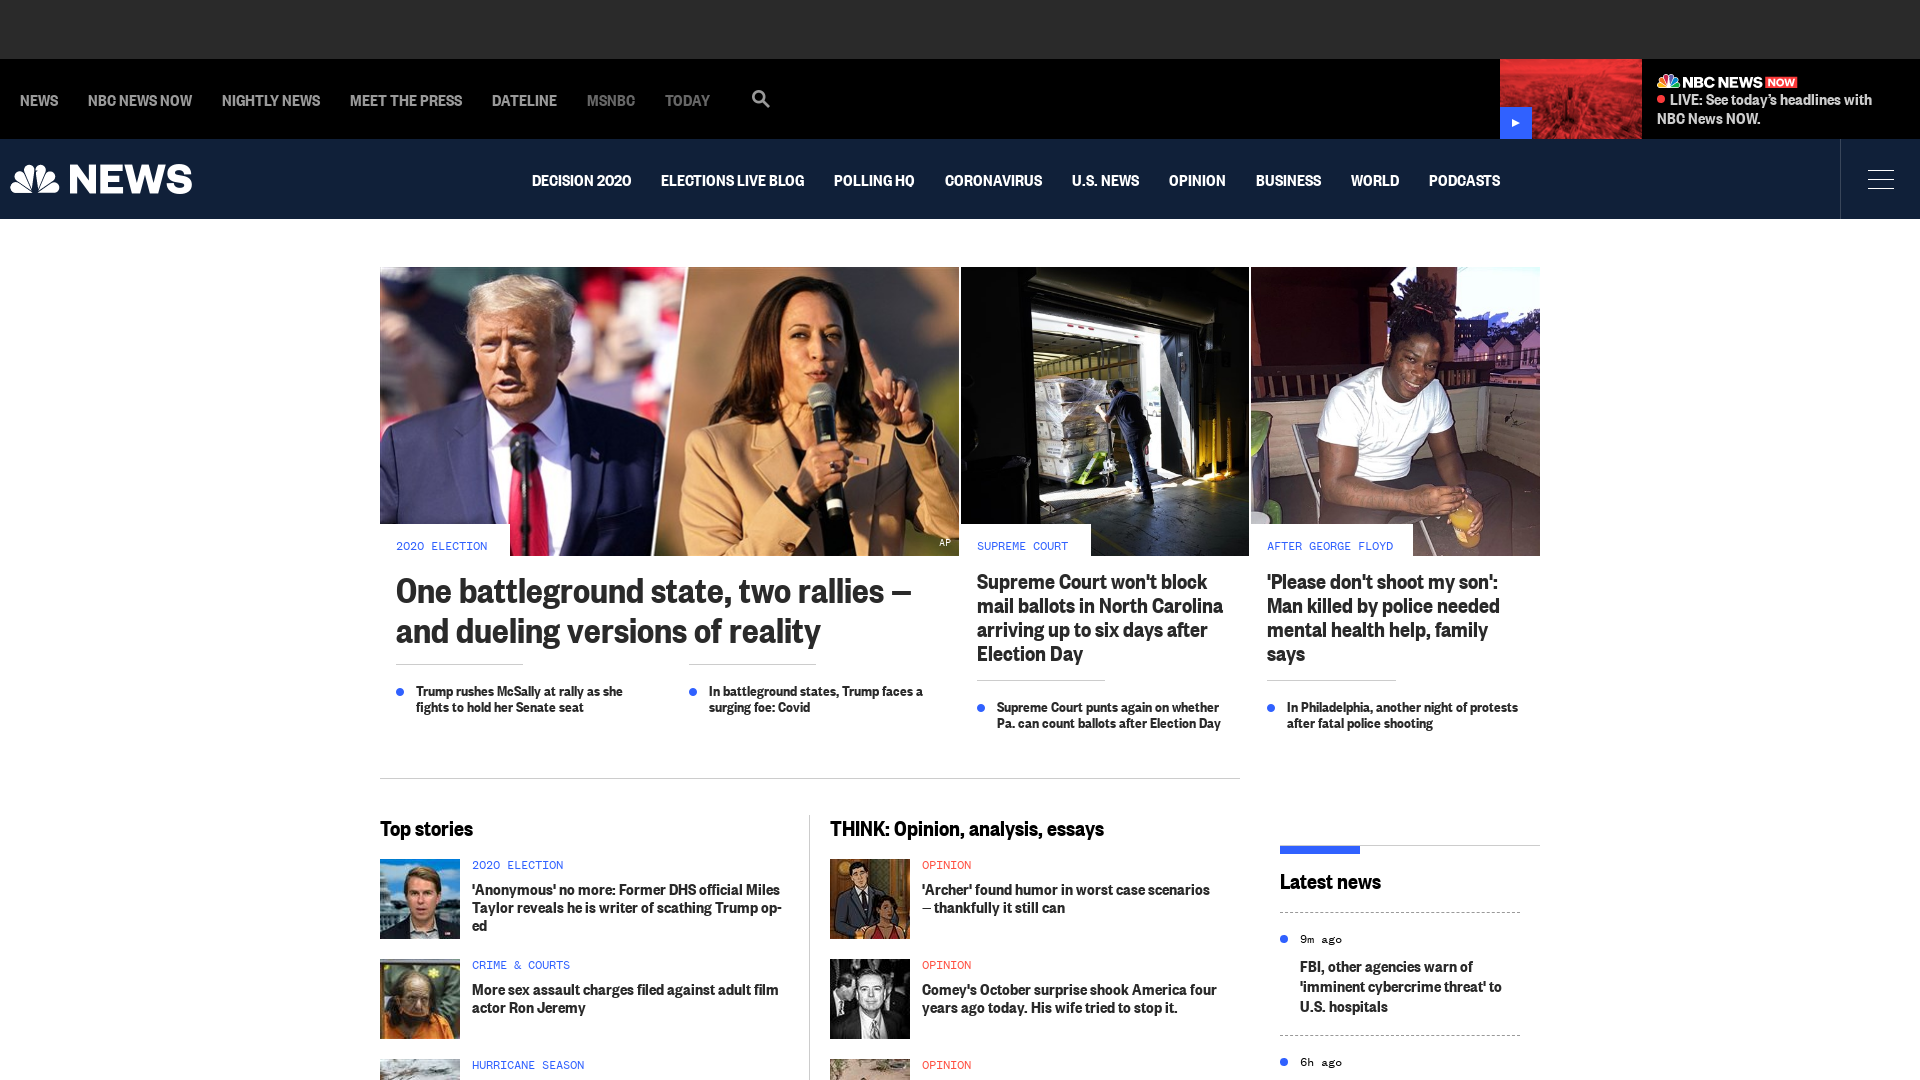 NEWS
NBC NEWS NOW
NIGHTLY NEWS
MEET THE PRESS
DATELINE
MSNBC
TODAY
NBC NEWS NOW
LIVE: See today's headlines with
NBC News NOW.
NEWS
DECISION 2020
ELECTIONS LIVE BLOG
POLLING HQ
CORONAVIRUS
U.S. NEWS
OPINION
BUSINESS
WORLD
PODCASTS
AP
2020 ELECTION
One battleground state, two rallies —
and dueling versions of reality
Trump rushes McSally at rally as she
fights to hold her Senate seat
In battleground states, Trump faces a
surging foe: Covid
SUPREME COURT
Supreme Court won't block
mail ballots in North Carolina
arriving up to six days after
Election Day
Supreme Court punts again on whether
Pa. can count ballots after Election Day
AFTER GEORGE FLOYD
'Please don't shoot my son':
Man killed by police needed
mental health help, family
says
In Philadelphia, another night of protests
after fatal police shooting
Top stories
2020 ELECTION
'Anonymous' no more: Former DHS official Miles
Taylor reveals he is writer of scathing Trump op-
ed
CRIME & COURTS
More sex assault charges filed against adult film
actor Ron Jeremy
HURRICANE SEASON
THINK: Opinion, analysis, essays
OPINION
'Archer' found humor in worst case scenarios
— thankfully it still can
OPINION
Comey's October surprise shook America four
years ago today. His wife tried to stop it.
OPINION
Latest news
9m ago
FBI, other agencies warn of
'imminent cybercrime threat' to
U.S. hospitals
6h ago